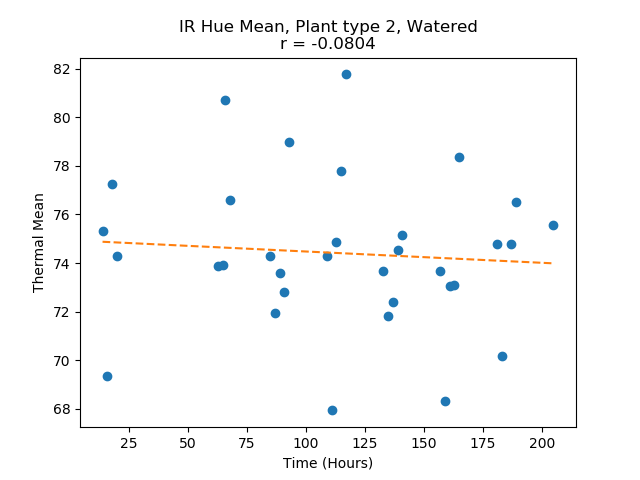 IR Hue Mean, Plant type 2, Watered
r = -0.0804
82
80
78
76
74
72
70
68
Thermal Mean
25 50 75 100 125 150 175 200
Time (Hours)